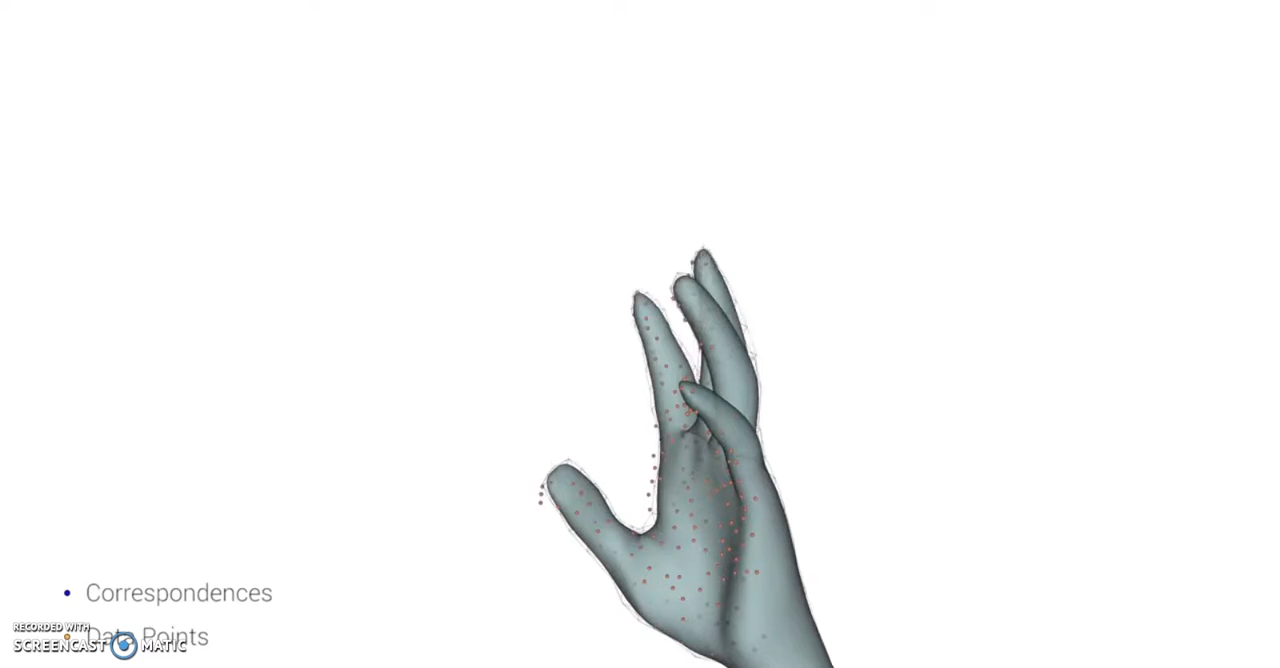 Correspondences
RECORDED WITH
Data Points
SCREENCAST MATIC